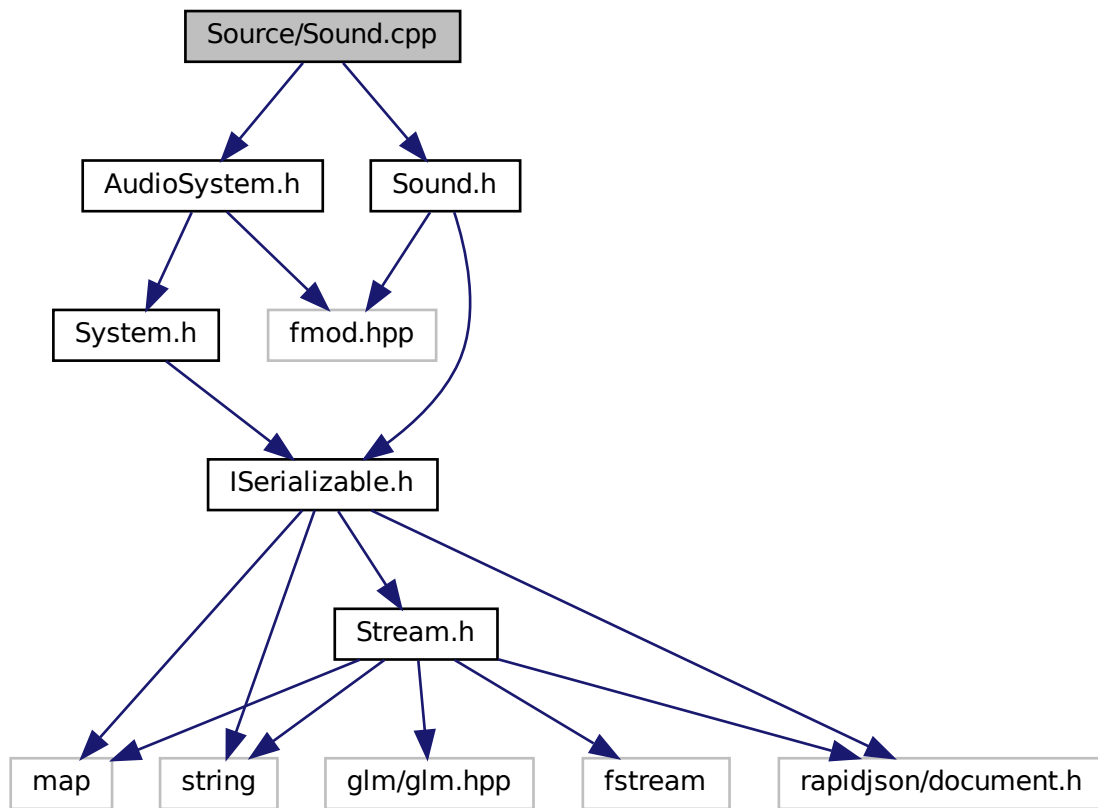 Source/Sound.cpp
AudioSystem.h
Sound.h
System.h
fmod.hpp
ISerializable.h
Stream.h
map
string
glm/glm.hpp
fstream
rapidjson/document.h